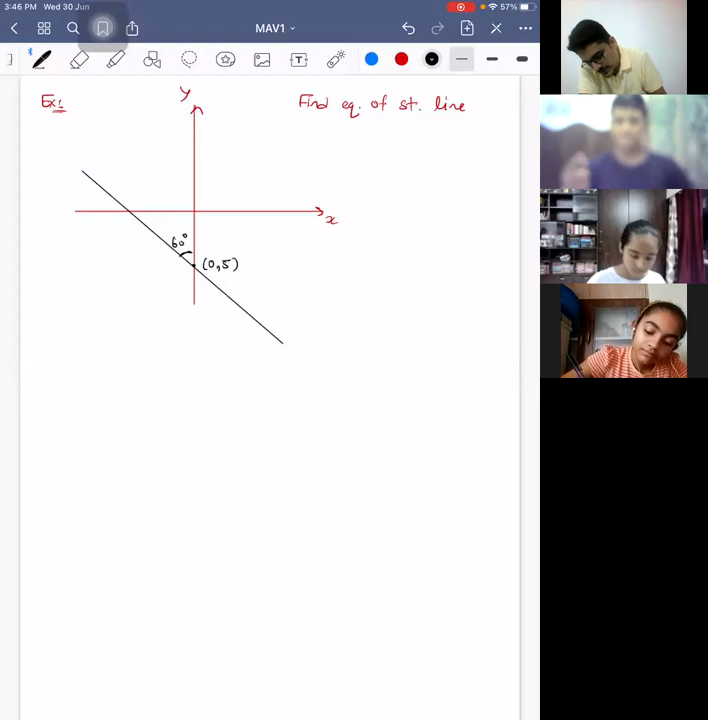 3:46 PM Wed 30 Jun
57%
MAV1
T
Ex:
y
Find eq. of st. line
x
60°
(0,5)